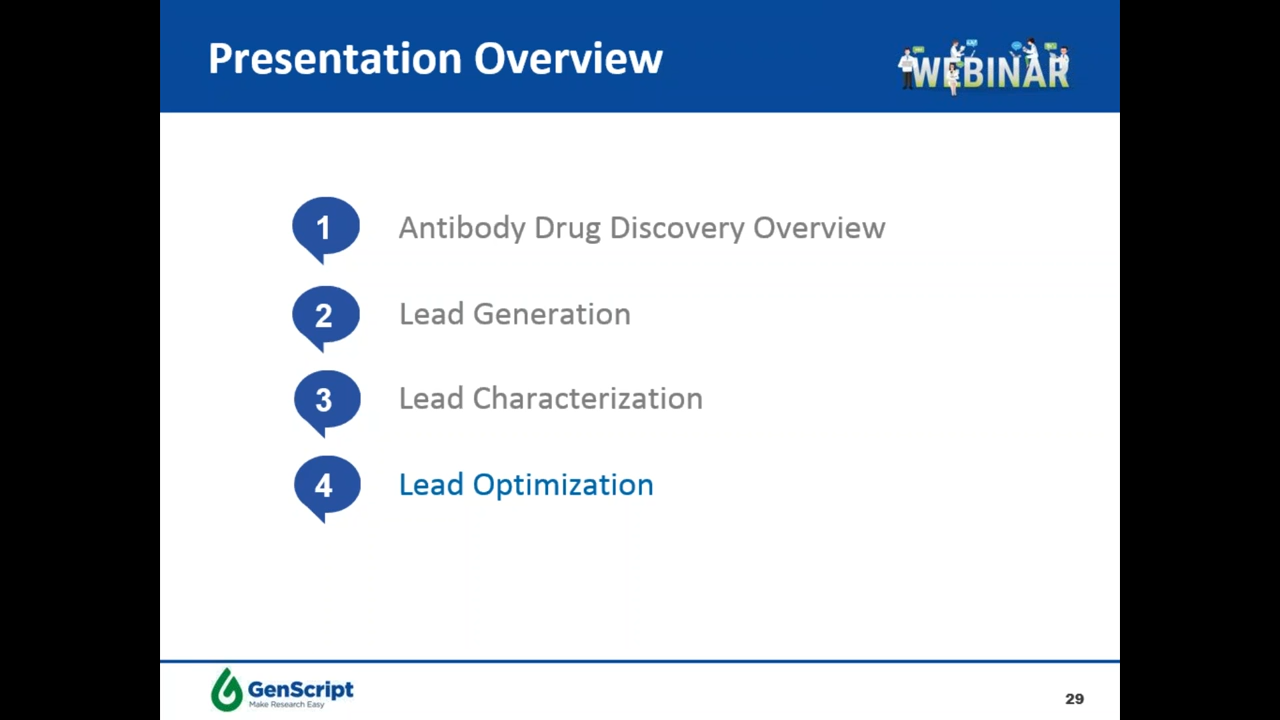 Presentation Overview
WEBINAR
1 Antibody Drug Discovery Overview
2 Lead Generation
3 Lead Characterization
4 Lead Optimization
GenScript
Make Research Easy
29